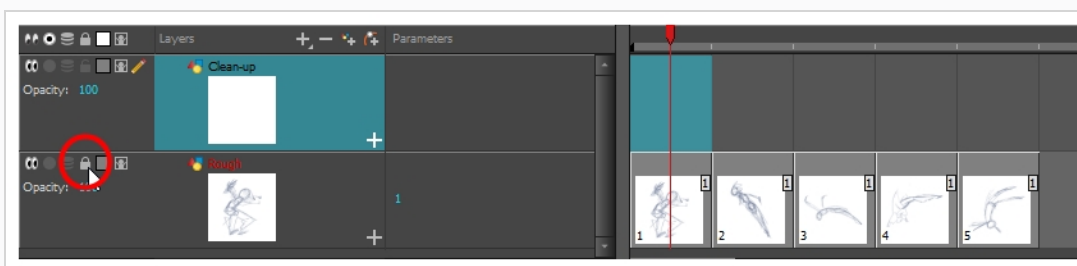 Layers
Parameters
Clean-up
Opacity: 100
Rough
Opacity:
1
1 1 1 1 1
1 2 3 4 5